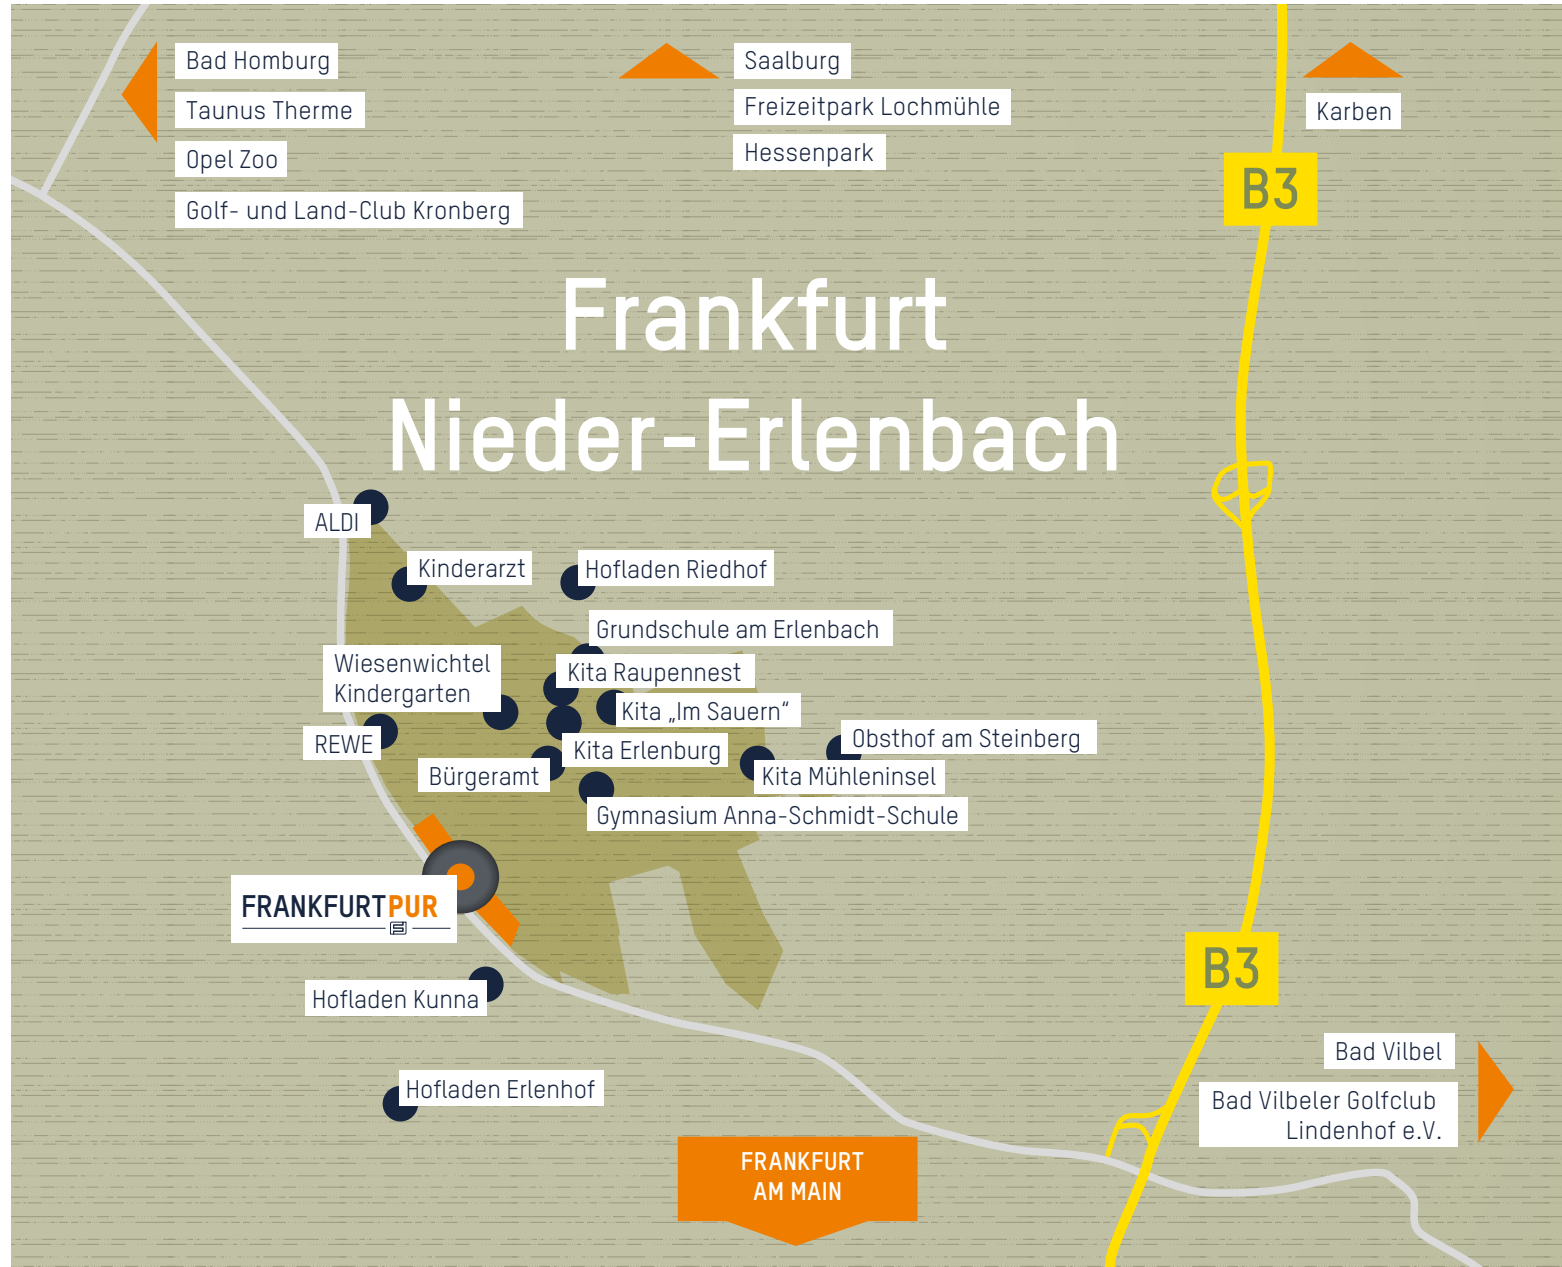 Bad Homburg
Taunus Therme
Opel Zoo
Golf- und Land-Club Kronberg
Saalburg
Freizeitpark Lochmühle
Hessenpark
Karben
B3
Frankfurt
Nieder-Erlenbach
ALDI
Kinderarzt
Hofladen Riedhof
Grundschule am Erlenbach
Wiesenwichtel
Kindergarten
Kita Raupennest
Kita „Im Sauern“
REWE
Kita Erlenburg
Obsthof am Steinberg
Bürgeramt
Kita Mühleninsel
Gymnasium Anna-Schmidt-Schule
FRANKFURTPUR
B3
Hofladen Kunna
Hofladen Erlenhof
Bad Vilbel
Bad Vilbeler Golfclub
Lindenhof e.V.
FRANKFURT
AM MAIN